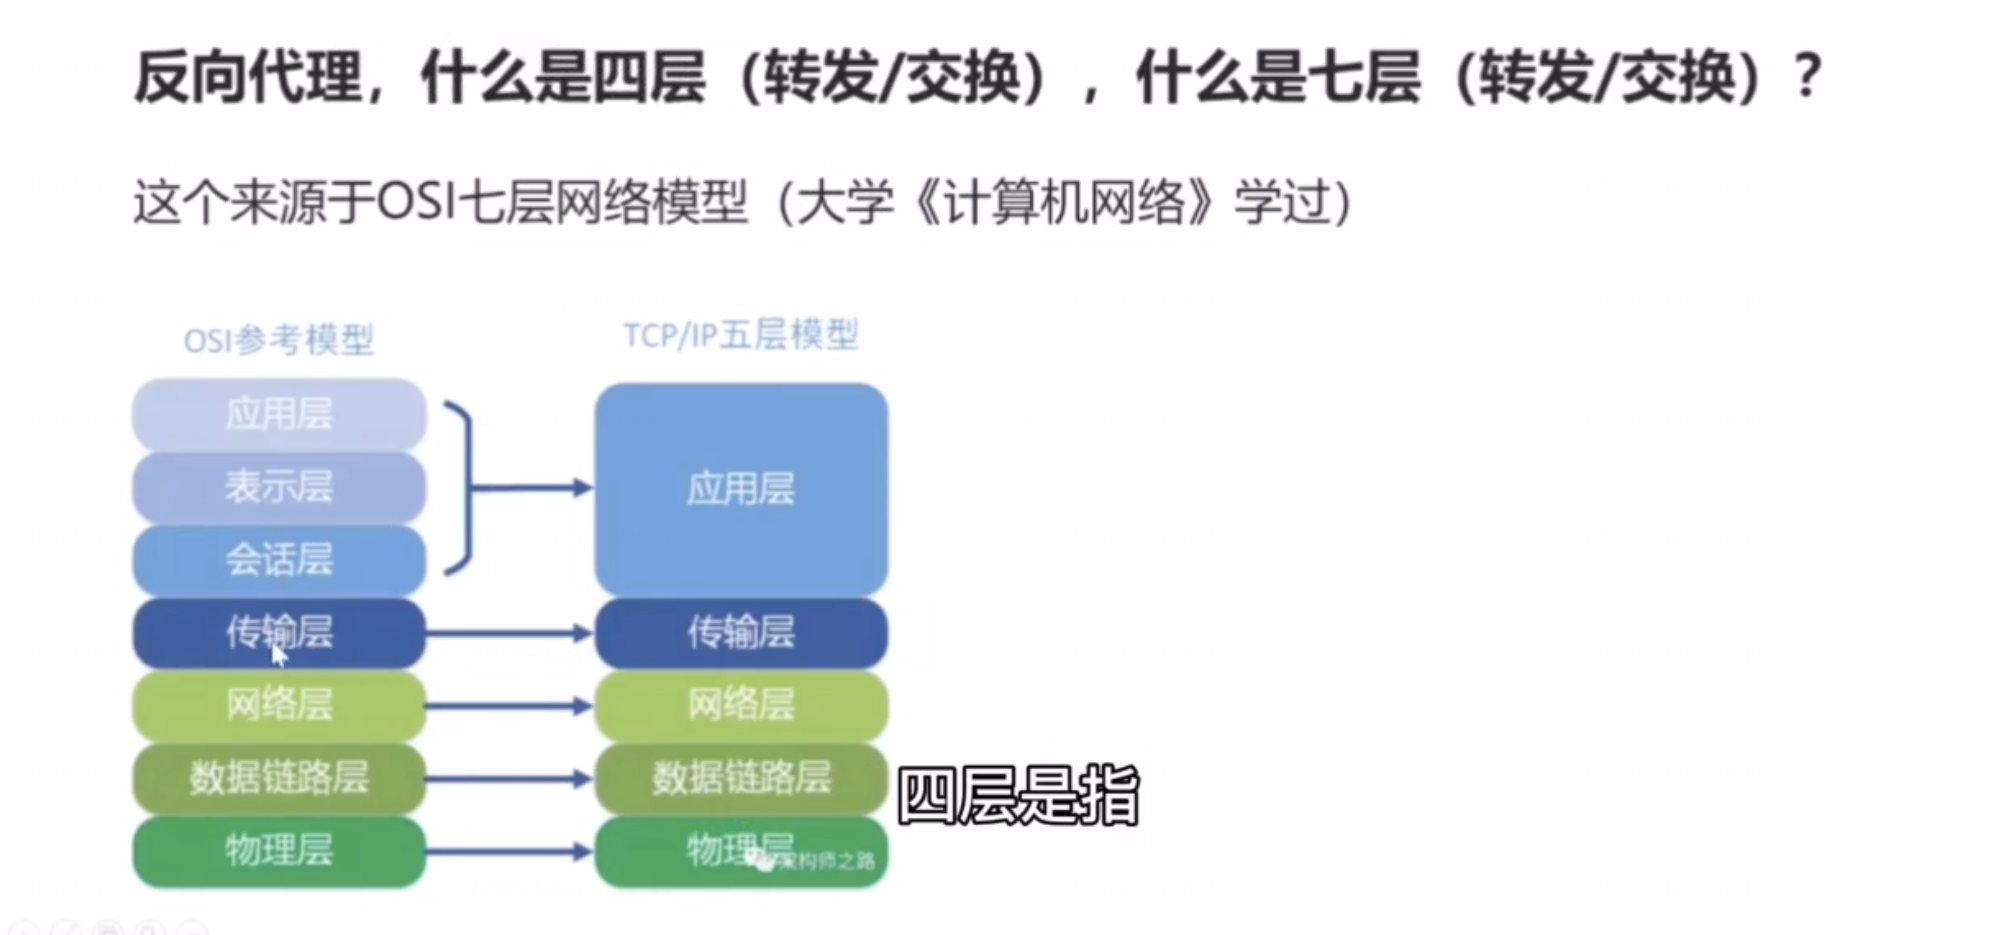 反向代理，什么是四层（转发/交换），什么是七层（转发/交换）？
这个来源于OSI七层网络模型（大学《计算机网络》学过）
OSI参考模型
TCP/IP五层模型
应用层
表示层
会话层
应用层
传输层
传输层
网络层
网络层
数据链路层
数据链路层
四层是指
物理层
物理层
架构师之路